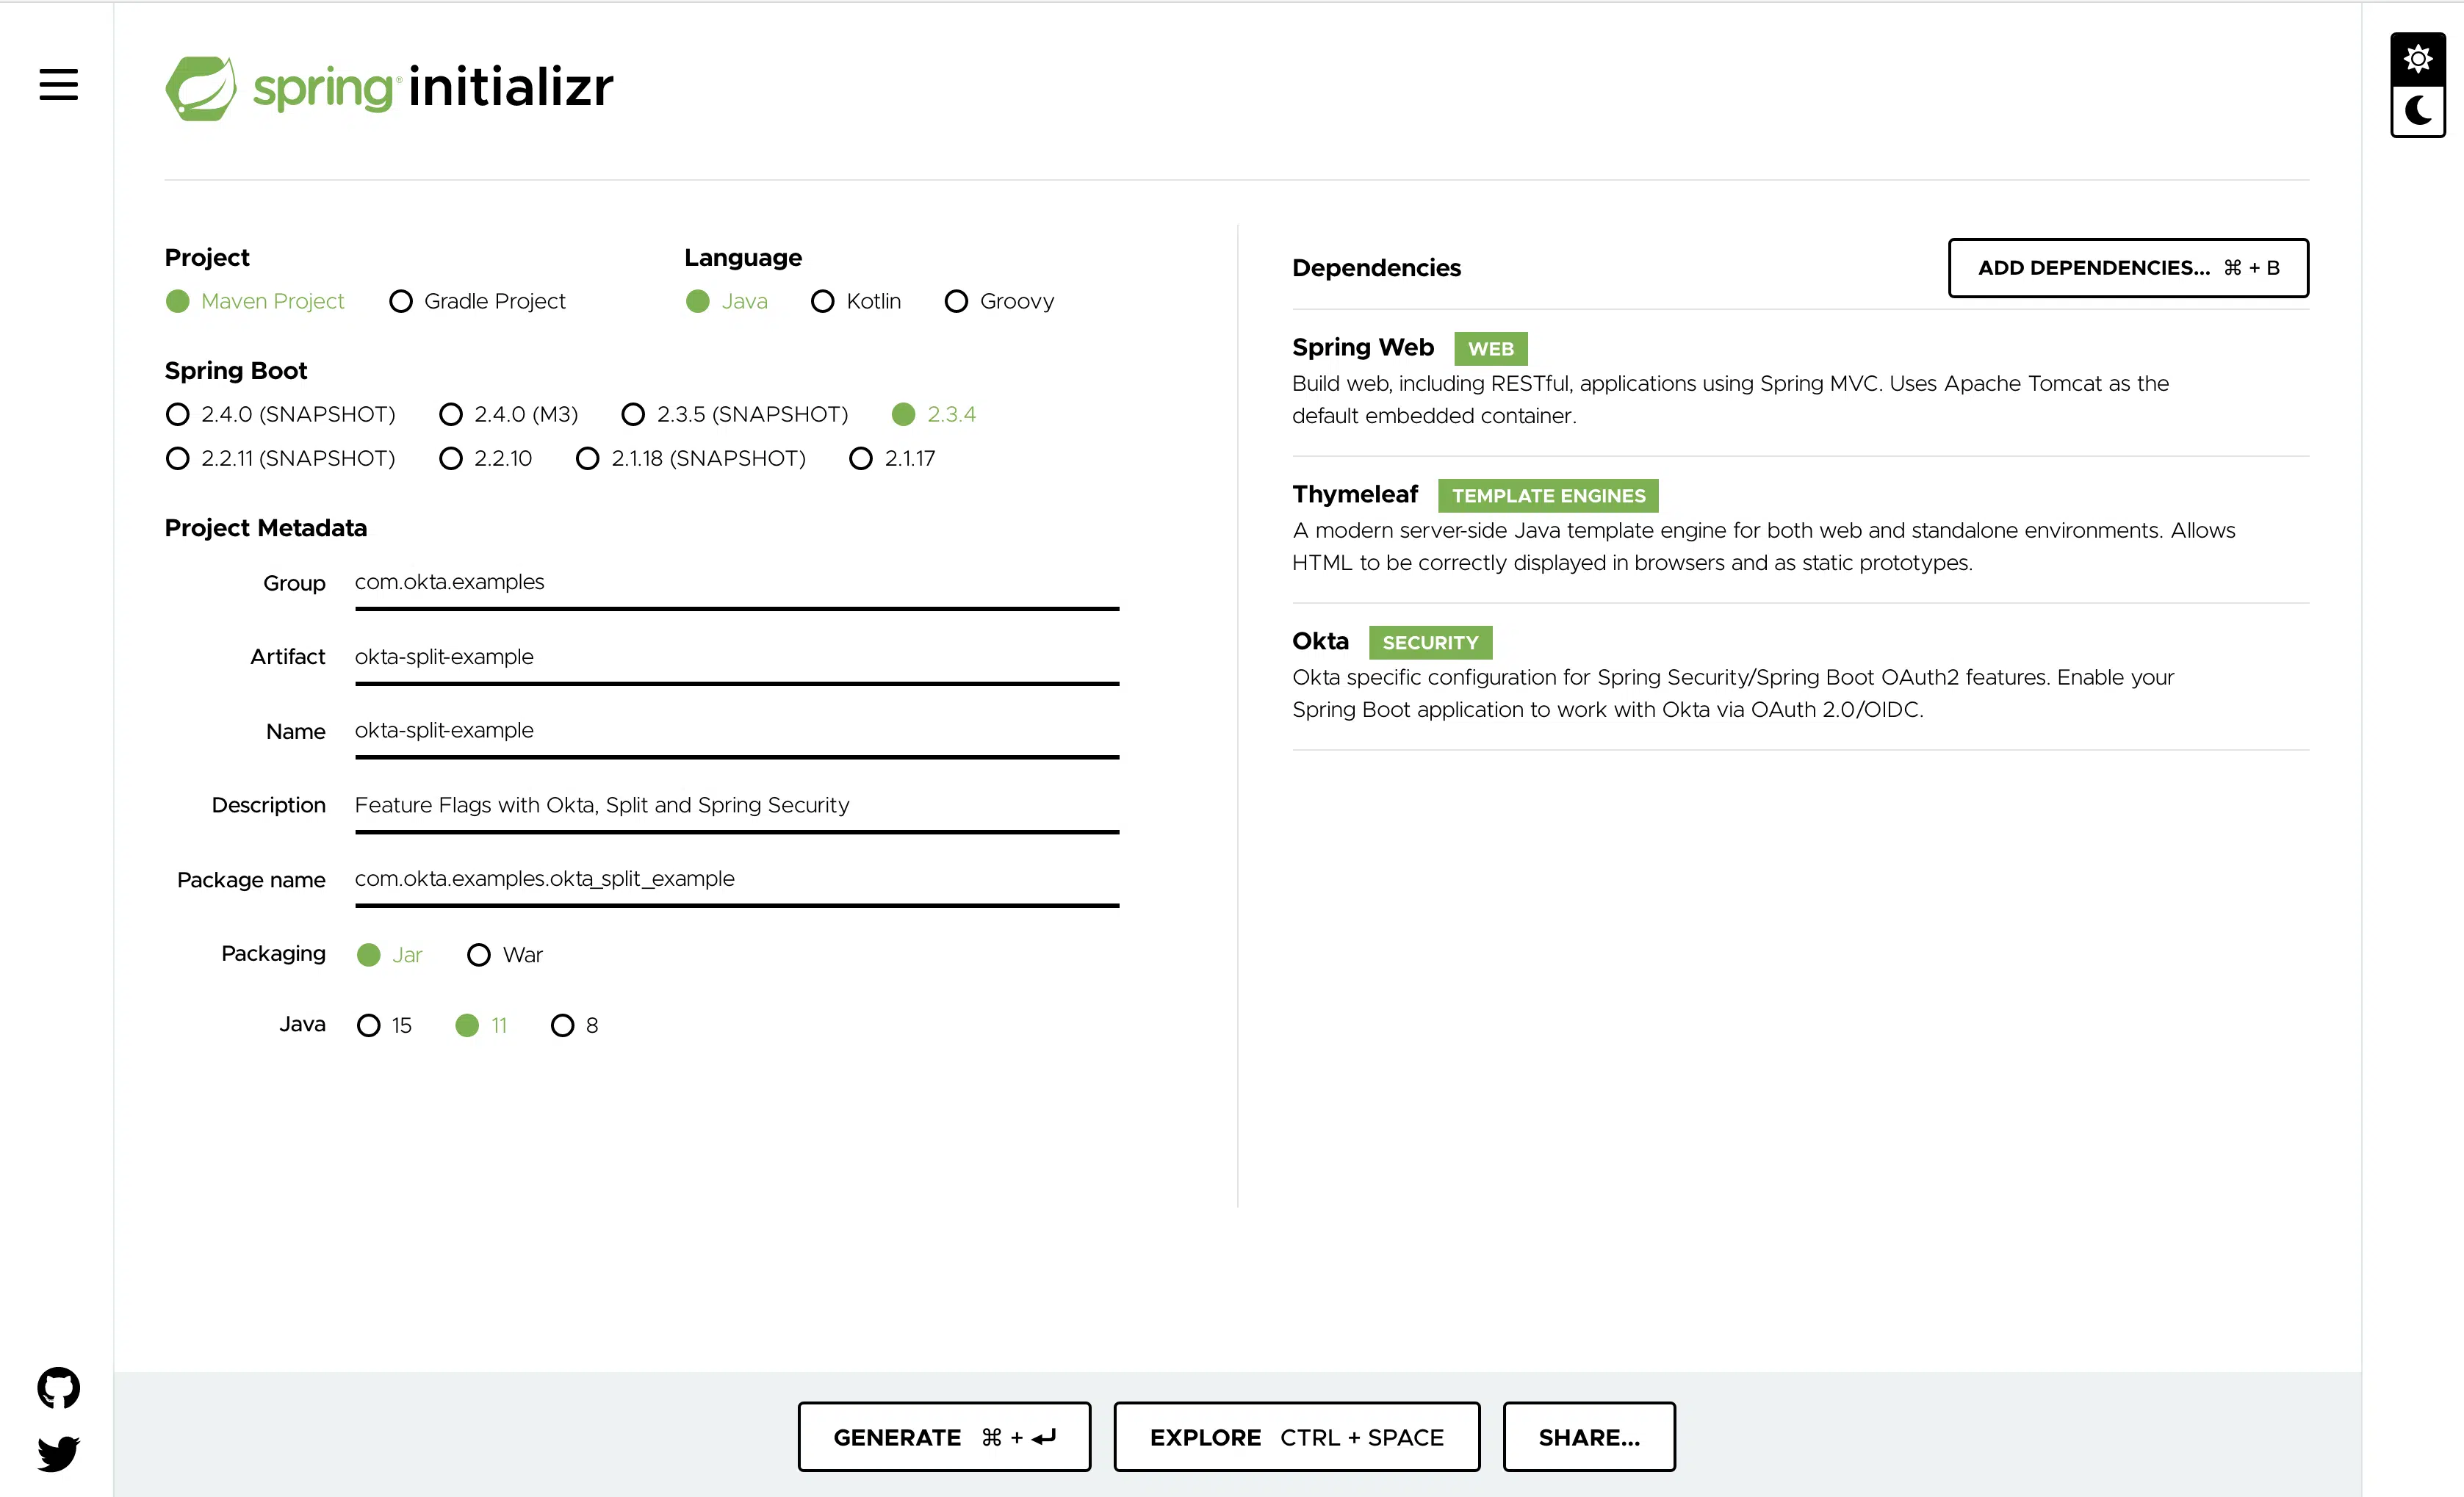 spring initializr
Project
Maven Project Gradle Project
Language
Java Kotlin Groovy
Spring Boot
2.4.0 (SNAPSHOT) 2.4.0 (M3) 2.3.5 (SNAPSHOT) 2.3.4
2.2.11 (SNAPSHOT) 2.2.10 2.1.18 (SNAPSHOT) 2.1.17
Project Metadata
Group com.okta.examples
Artifact okta-split-example
Name okta-split-example
Description Feature Flags with Okta, Split and Spring Security
Package name com.okta.examples.okta_split_example
Packaging Jar War
Java 15 11 8
Dependencies
ADD DEPENDENCIES... ⌘ + B
Spring Web WEB
Build web, including RESTful, applications using Spring MVC. Uses Apache Tomcat as the
default embedded container.
Thymeleaf TEMPLATE ENGINES
A modern server-side Java template engine for both web and standalone environments. Allows
HTML to be correctly displayed in browsers and as static prototypes.
Okta SECURITY
Okta specific configuration for Spring Security/Spring Boot OAuth2 features. Enable your
Spring Boot application to work with Okta via OAuth 2.0/OIDC.
GENERATE ⌘ + ↵
EXPLORE CTRL + SPACE
SHARE...